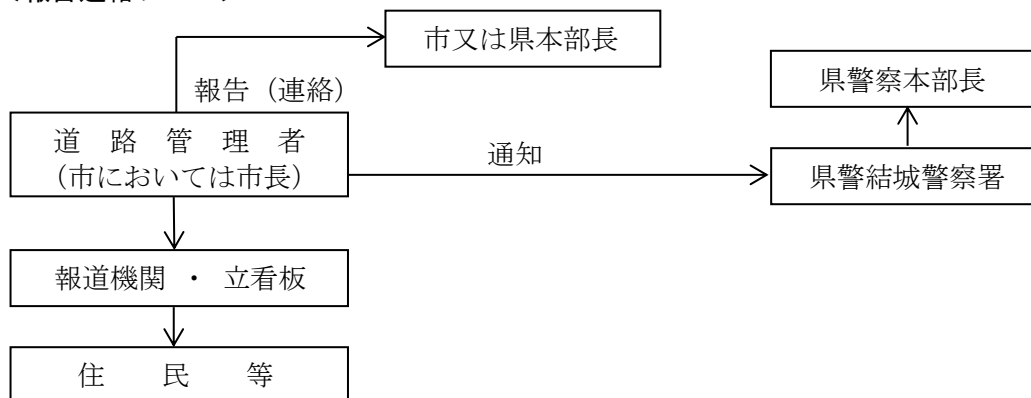 市又は県本部長
県警察本部長
報告（連絡）
道路管理者
（市においては市長）
通知
県警結城警察署
報道機関 ・ 立看板
住民等